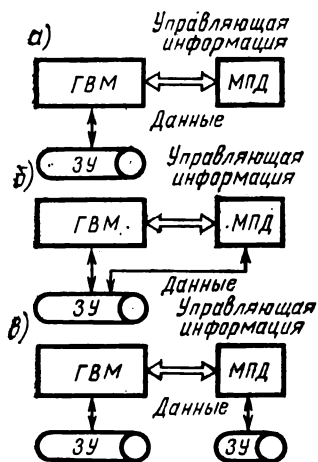 а)
Управляющая
информация
ГВМ
МПД
Данные
ЗУ
б)
Управляющая
информация
ГВМ
МПД
Данные
ЗУ
в)
Управляющая
информация
ГВМ
МПД
Данные
ЗУ
ЗУ